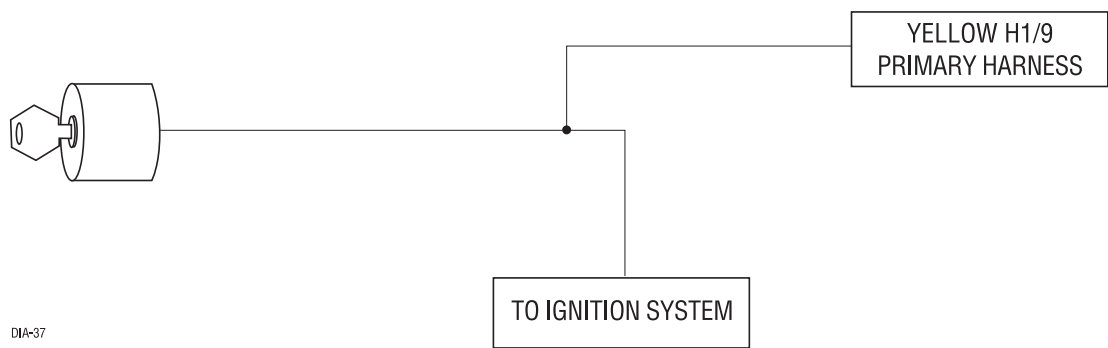 YELLOW H1/9
PRIMARY HARNESS
TO IGNITION SYSTEM
DIA-37